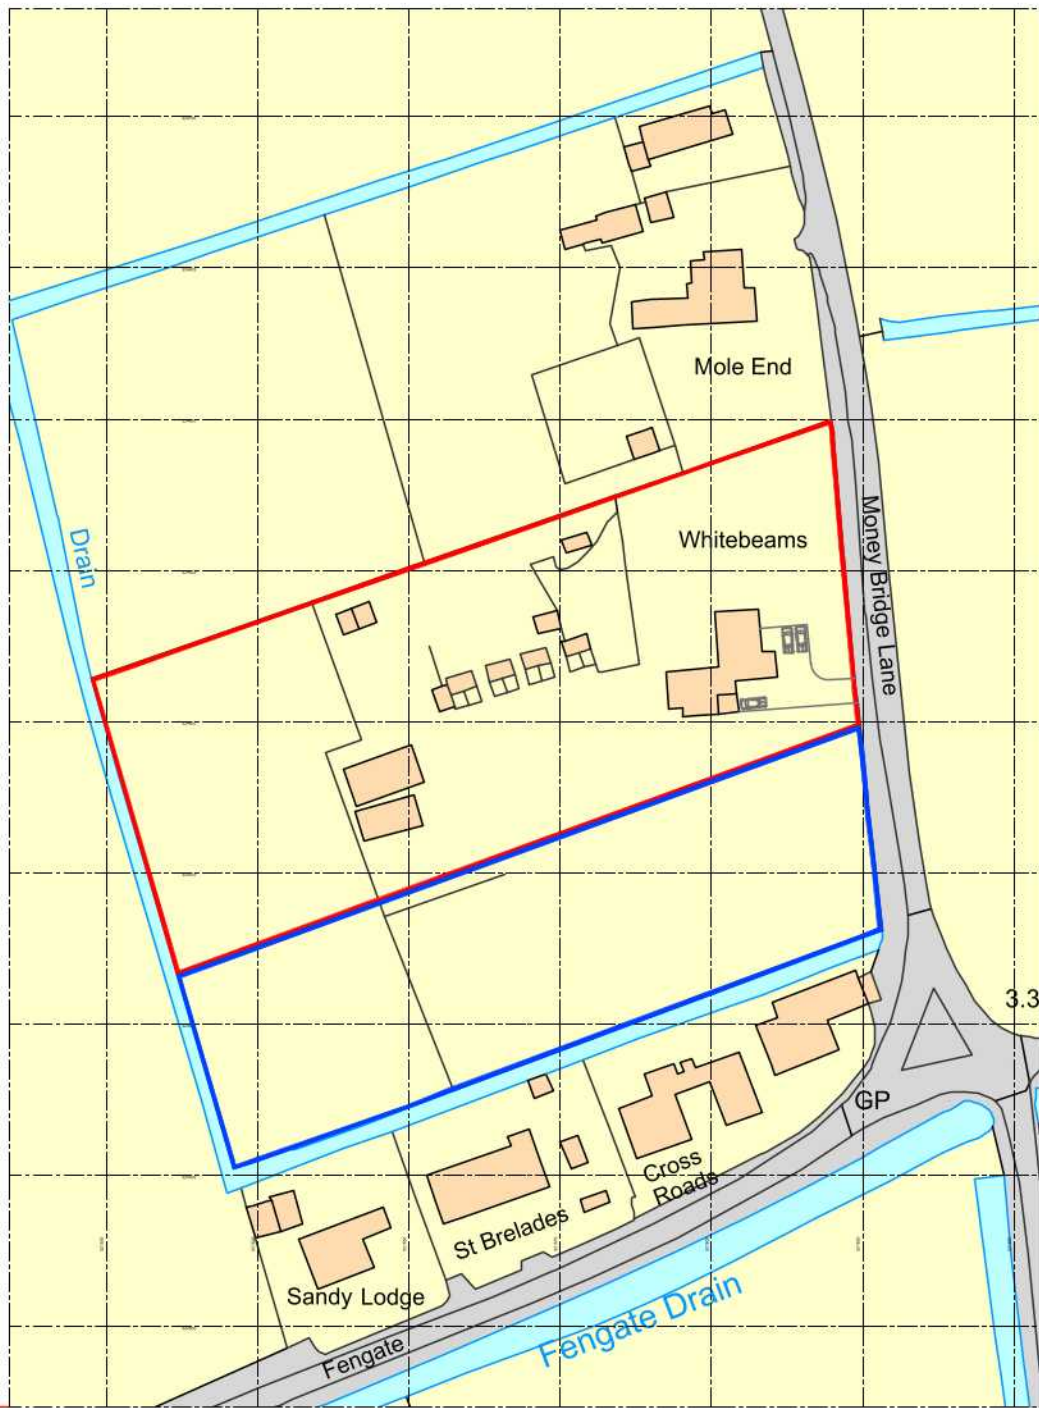 Mole End
Drain
Whitebeams
Money Bridge Lane
3.3
GP
Cross
Roads
St Brelades
Sandy Lodge
Fengate Drain
Fengate